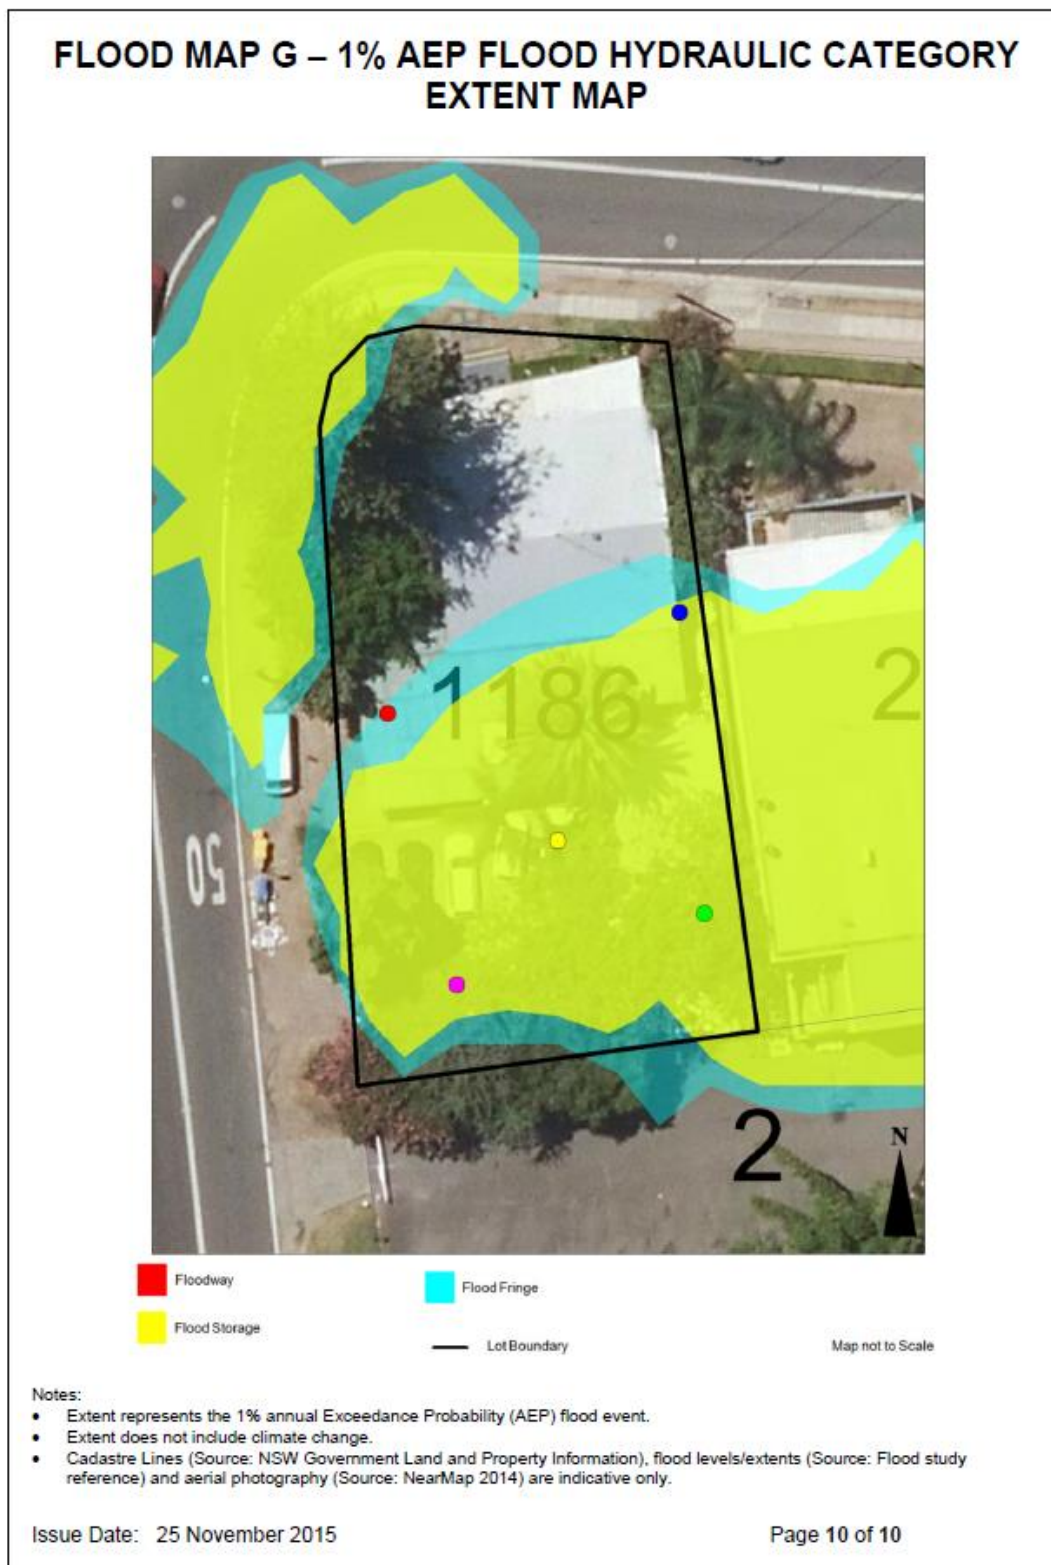 FLOOD MAP G – 1% AEP FLOOD HYDRAULIC CATEGORY
EXTENT MAP
1186
2
50
2
N
Floodway
Flood Fringe
Flood Storage
Lot Boundary
Map not to Scale
Notes:
• Extent represents the 1% annual Exceedance Probability (AEP) flood event.
• Extent does not include climate change.
• Cadastre Lines (Source: NSW Government Land and Property Information), flood levels/extents (Source: Flood study
reference) and aerial photography (Source: NearMap 2014) are indicative only.
Issue Date: 25 November 2015
Page 10 of 10